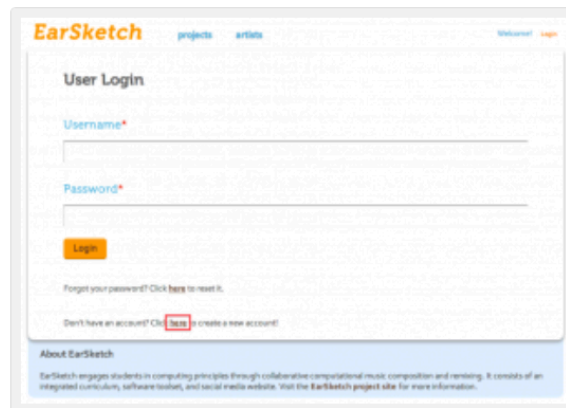 EarSketch projects artists Welcome! Login
User Login
Username*
Password*
Login
Forgot your password? Click here to reset it.
Don't have an account? Click here to create a new account!
About EarSketch
EarSketch engages students in computing principles through collaborative computational music composition and remixing. It consists of an
integrated curriculum, software toolset, and social media website. Visit the EarSketch project site for more information.